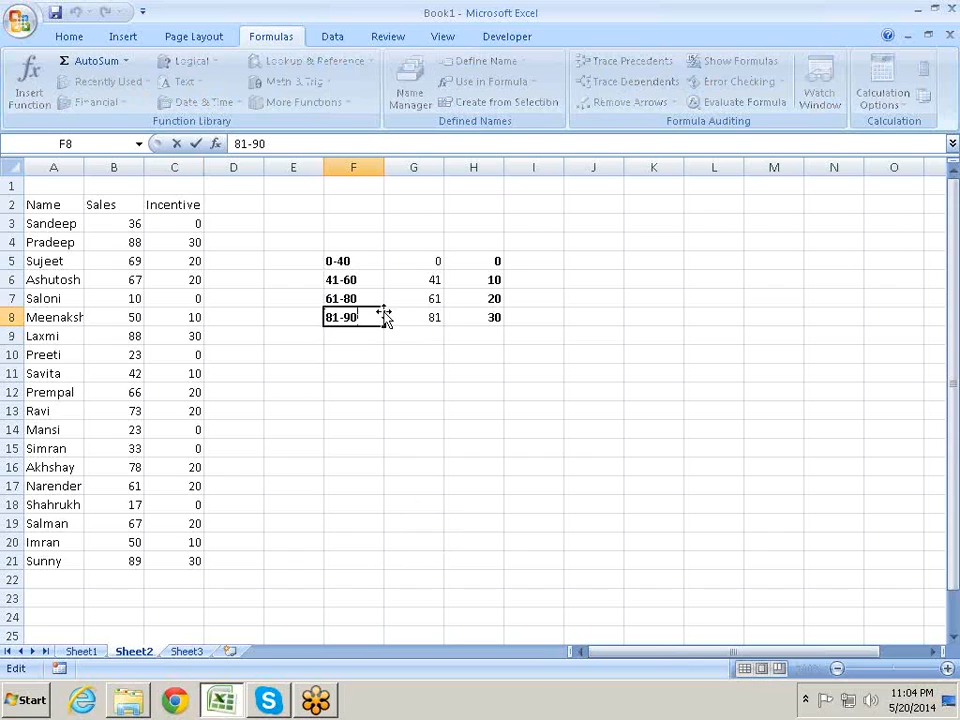 Book1 - Microsoft Excel
Home Insert Page Layout Formulas Data Review View Developer
Insert Function
Σ AutoSum
Recently Used
Financial
Logical
Text
Date & Time
Lookup & Reference
Math & Trig
More Functions
Function Library
Name Manager
Define Name
Use in Formula
Create from Selection
Defined Names
Trace Precedents
Trace Dependents
Remove Arrows
Show Formulas
Error Checking
Evaluate Formula
Formula Auditing
Watch Window
Calculation Options
Calculation
F8 fx 81-90
A B C D E F G H I J K L M N O
1
2 Name Sales Incentive
3 Sandeep 36 0
4 Pradeep 88 30
5 Sujeet 69 20 0-40 0 0
6 Ashutosh 67 20 41-60 41 10
7 Saloni 10 0 61-80 61 20
8 Meenaksh 50 10 81-90 81 30
9 Laxmi 88 30
10 Preeti 23 0
11 Savita 42 10
12 Prempal 66 20
13 Ravi 73 20
14 Mansi 23 0
15 Simran 33 0
16 Akhshay 78 20
17 Narender 61 20
18 Shahrukh 17 0
19 Salman 67 20
20 Imran 50 10
21 Sunny 89 30
22
23
24
25
Sheet1 Sheet2 Sheet3
Edit
Start
11:04 PM
5/20/2014